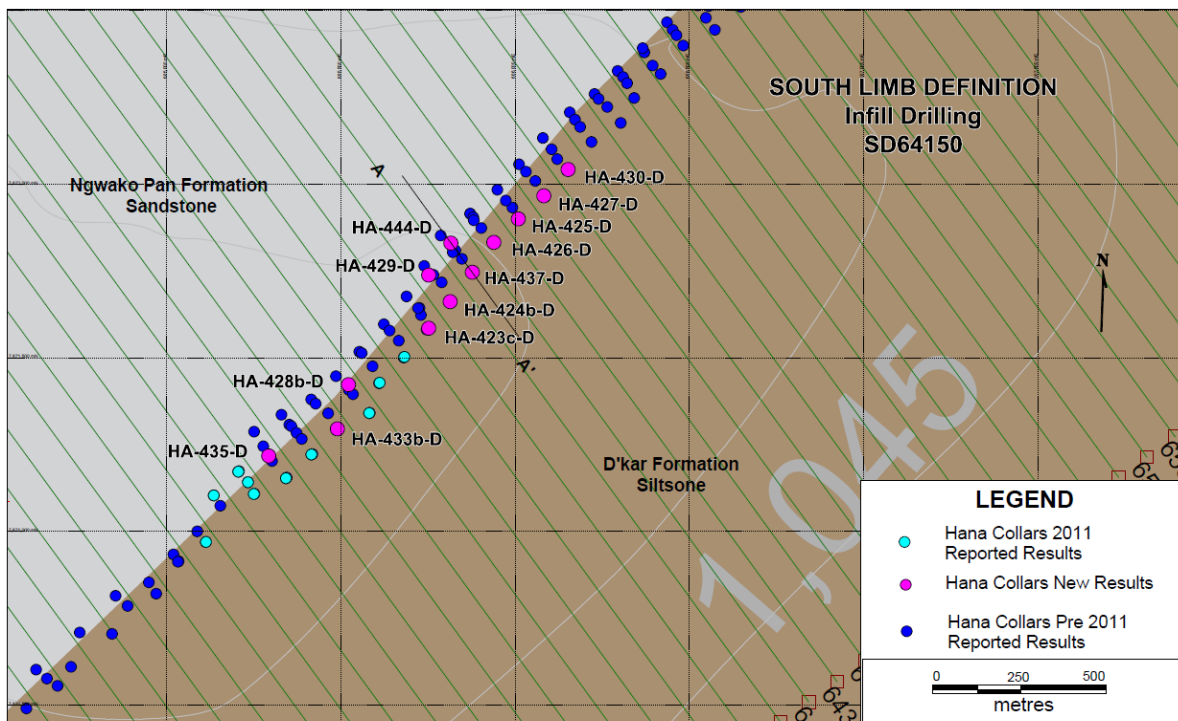 SOUTH LIMB DEFINITION
Infill Drilling
SD64150
Ngwako Pan Formation
Sandstone
A
HA-430-D
HA-427-D
HA-425-D
HA-444-D
HA-426-D
HA-429-D
HA-437-D
N
HA-424b-D
HA-423c-D
A'
HA-428b-D
HA-433b-D
HA-435-D
D'kar Formation
Siltsone
1,045
LEGEND
Hana Collars 2011
Reported Results
Hana Collars New Results
Hana Collars Pre 2011
Reported Results
0 250 500
metres
643